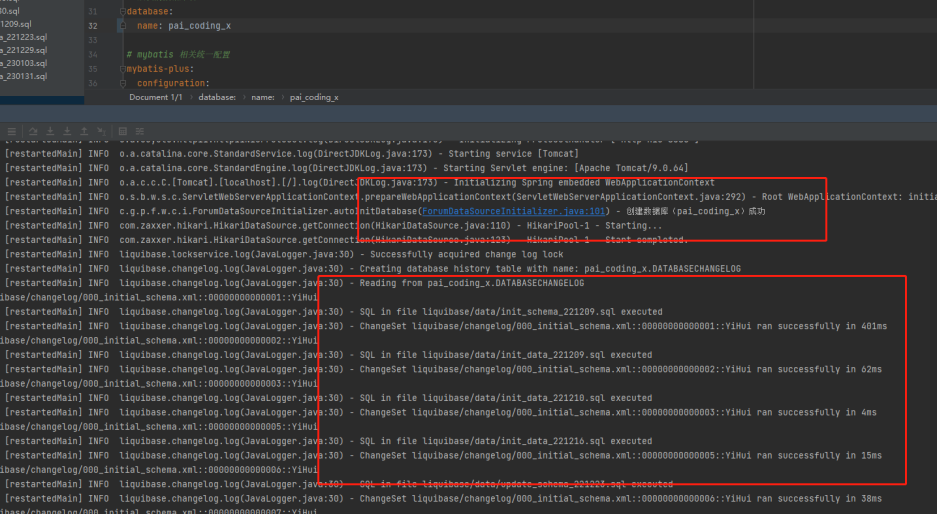 30.sql
1209.sql
a_221223.sql
a_221229.sql
a_230103.sql
a_230131.sql
31 database:
32 name: pai_coding_x
33
34 # mybatis 相关统一配置
35 mybatis-plus:
36 configuration:
Document 1/1 › database: › name: › pai_coding_x
[restartedMain] INFO o.a.catalina.core.StandardService.log(DirectJDKLog.java:173) - Starting service [Tomcat]
[restartedMain] INFO o.a.catalina.core.StandardEngine.log(DirectJDKLog.java:173) - Starting Servlet engine: [Apache Tomcat/9.0.64]
[restartedMain] INFO o.a.c.c.C.[Tomcat].[localhost].[/].log(DirectJDKLog.java:173) - Initializing Spring embedded WebApplicationContext
[restartedMain] INFO o.s.b.w.s.c.ServletWebServerApplicationContext.prepareWebApplicationContext(ServletWebServerApplicationContext.java:292) - Root WebApplicationContext: initia
[restartedMain] INFO c.g.p.f.w.c.i.ForumDataSourceInitializer.autoInitDatabase(ForumDataSourceInitializer.java:101) - 创建数据库（pai_coding_x）成功
[restartedMain] INFO com.zaxxer.hikari.HikariDataSource.getConnection(HikariDataSource.java:110) - HikariPool-1 - Starting...
[restartedMain] INFO com.zaxxer.hikari.HikariDataSource.getConnection(HikariDataSource.java:123) - HikariPool-1 - Start completed.
[restartedMain] INFO liquibase.lockservice.log(JavaLogger.java:30) - Successfully acquired change log lock
[restartedMain] INFO liquibase.changelog.log(JavaLogger.java:30) - Creating database history table with name: pai_coding_x.DATABASECHANGELOG
[restartedMain] INFO liquibase.changelog.log(JavaLogger.java:30) - Reading from pai_coding_x.DATABASECHANGELOG
ibase/changelog/000_initial_schema.xml::00000000000001::YiHui
[restartedMain] INFO liquibase.changelog.log(JavaLogger.java:30) - SQL in file liquibase/data/init_schema_221209.sql executed
[restartedMain] INFO liquibase.changelog.log(JavaLogger.java:30) - ChangeSet liquibase/changelog/000_initial_schema.xml::00000000000001::YiHui ran successfully in 401ms
ibase/changelog/000_initial_schema.xml::00000000000002::YiHui
[restartedMain] INFO liquibase.changelog.log(JavaLogger.java:30) - SQL in file liquibase/data/init_data_221209.sql executed
[restartedMain] INFO liquibase.changelog.log(JavaLogger.java:30) - ChangeSet liquibase/changelog/000_initial_schema.xml::00000000000002::YiHui ran successfully in 62ms
ibase/changelog/000_initial_schema.xml::00000000000003::YiHui
[restartedMain] INFO liquibase.changelog.log(JavaLogger.java:30) - SQL in file liquibase/data/init_data_221210.sql executed
[restartedMain] INFO liquibase.changelog.log(JavaLogger.java:30) - ChangeSet liquibase/changelog/000_initial_schema.xml::00000000000003::YiHui ran successfully in 4ms
ibase/changelog/000_initial_schema.xml::00000000000005::YiHui
[restartedMain] INFO liquibase.changelog.log(JavaLogger.java:30) - SQL in file liquibase/data/init_data_221216.sql executed
[restartedMain] INFO liquibase.changelog.log(JavaLogger.java:30) - ChangeSet liquibase/changelog/000_initial_schema.xml::00000000000005::YiHui ran successfully in 15ms
ibase/changelog/000_initial_schema.xml::00000000000006::YiHui
[restartedMain] INFO liquibase.changelog.log(JavaLogger.java:30) - SQL in file liquibase/data/update_schema_221223.sql executed
[restartedMain] INFO liquibase.changelog.log(JavaLogger.java:30) - ChangeSet liquibase/changelog/000_initial_schema.xml::00000000000006::YiHui ran successfully in 38ms
ibase/changelog/000_initial_schema.xml::00000000000007::YiHui